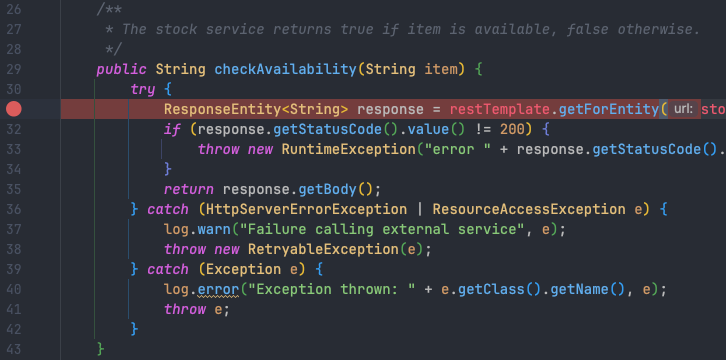 26 /**
27 * The stock service returns true if item is available, false otherwise.
28 */
29 public String checkAvailability(String item) {
30 try {
ResponseEntity<String> response = restTemplate.getForEntity( url: sto
32 if (response.getStatusCode().value() != 200) {
33 throw new RuntimeException("error " + response.getStatusCode().
34 }
35 return response.getBody();
36 } catch (HttpServerErrorException | ResourceAccessException e) {
37 log.warn("Failure calling external service", e);
38 throw new RetryableException(e);
39 } catch (Exception e) {
40 log.error("Exception thrown: " + e.getClass().getName(), e);
41 throw e;
42 }
43 }